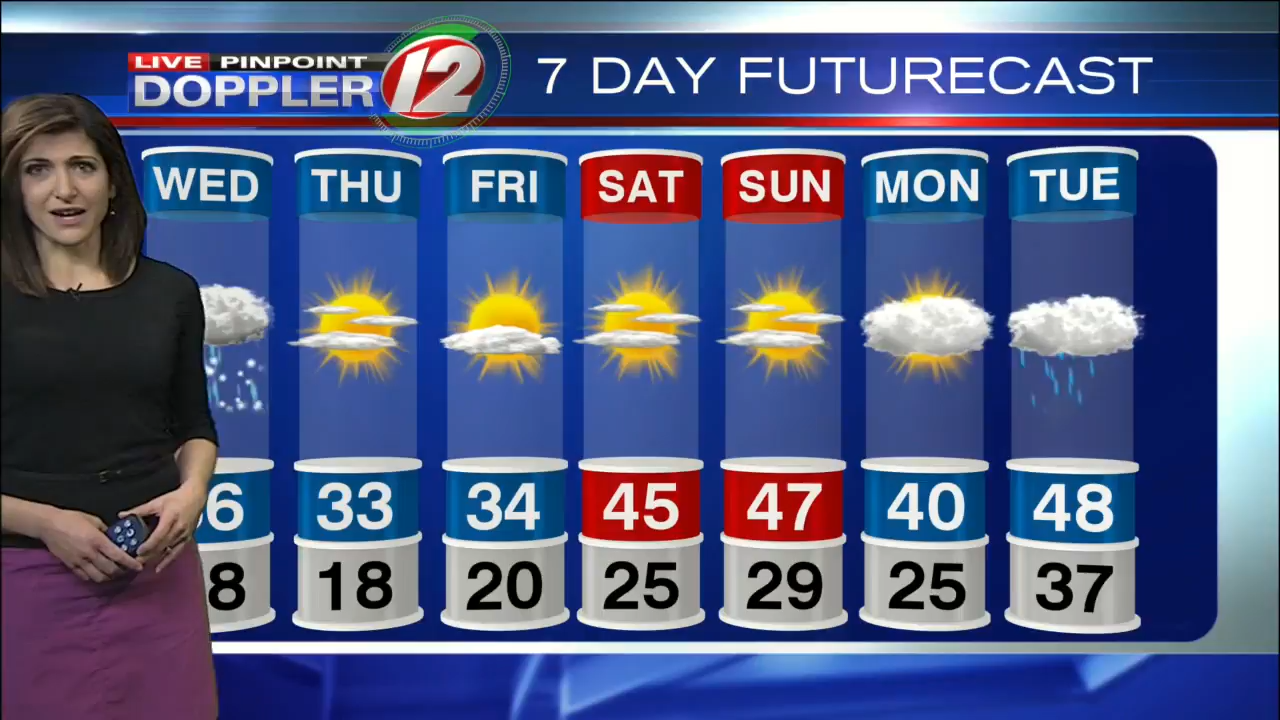 LIVE PINPOINT
DOPPLER 12
7 DAY FUTURECAST
WED THU FRI SAT SUN MON TUE
33 34 45 47 40 48
18 20 25 29 25 37